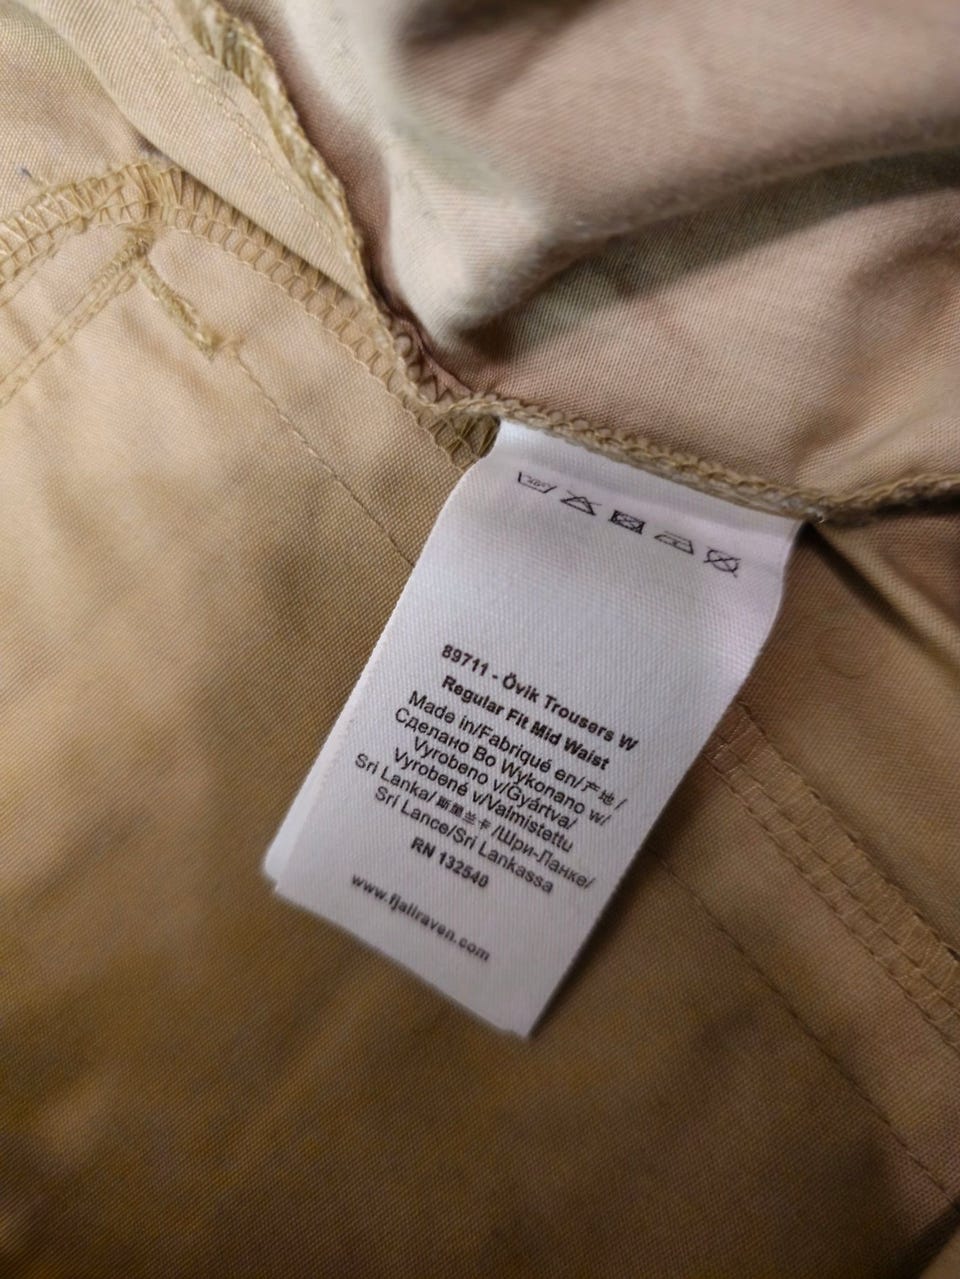 89711 - Övik Trousers W
Regular Fit Mid Waist
Made in/Fabriqué en/产地/
Сделано Во Wykonano w/
Vyrobeno v/Gyártva/
Vyrobené v/Valmistettu
Sri Lanka/斯里兰卡/Шри-Ланке/
Srí Lance/Sri Lankassa
RN 132540
www.fjallraven.com